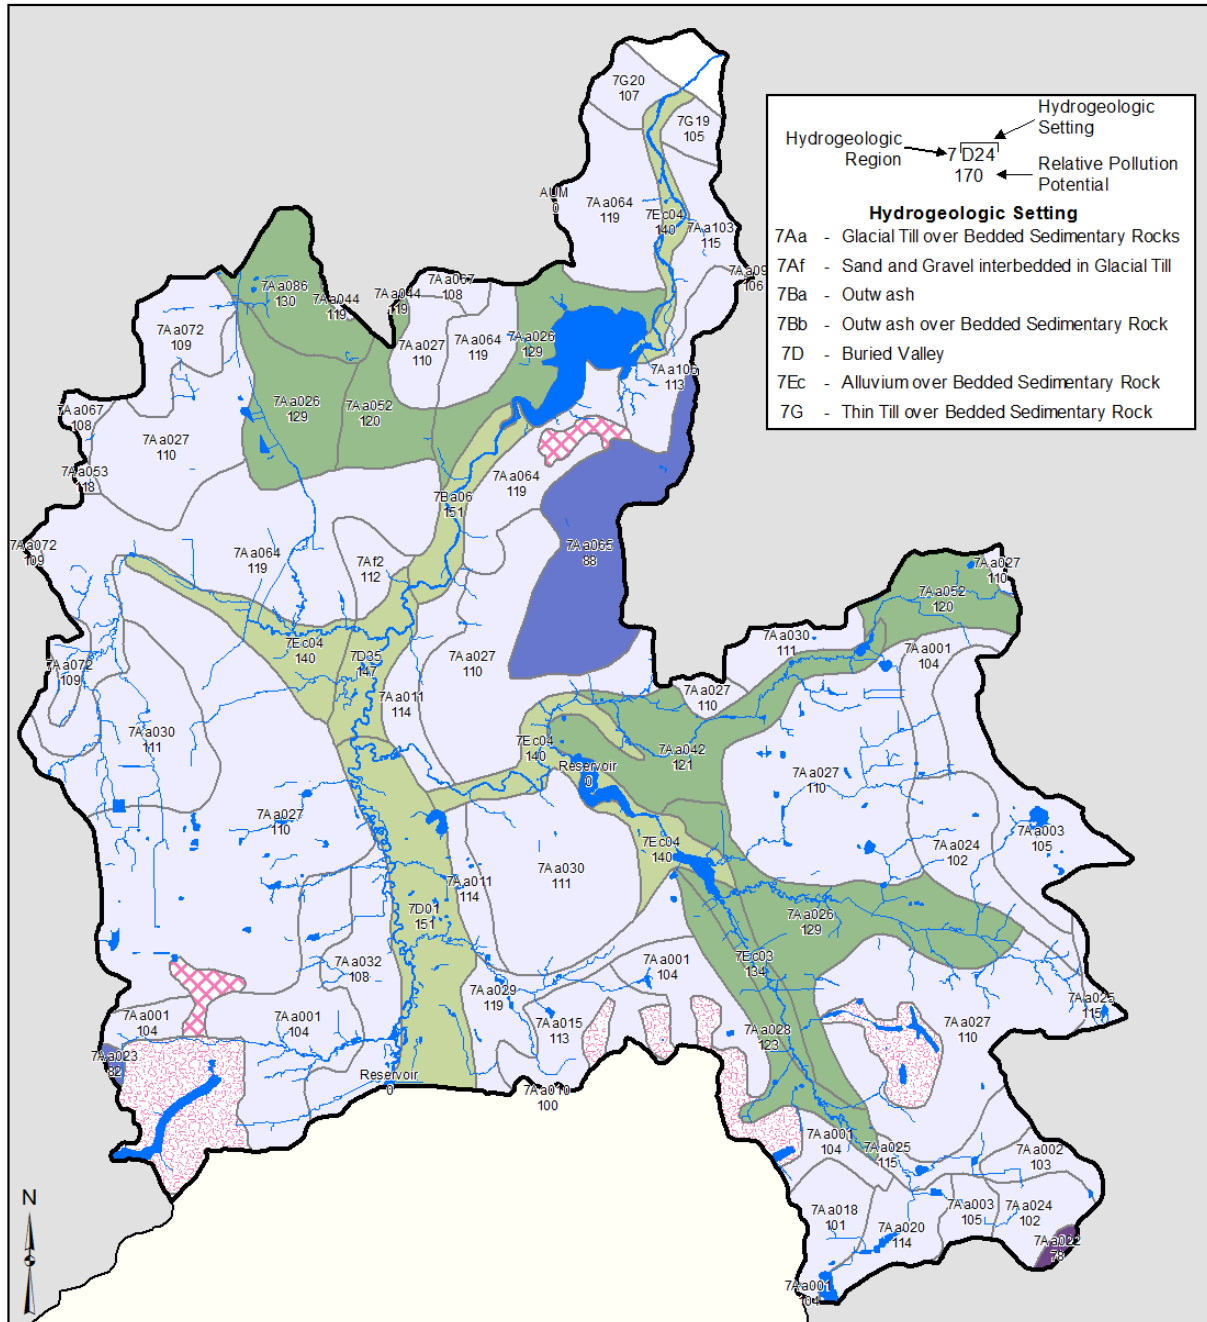 Hydrogeologic
Setting
Hydrogeologic
Region
7 D24
170
Relative Pollution
Potential
Hydrogeologic Setting
7Aa - Glacial Till over Bedded Sedimentary Rocks
7Af - Sand and Gravel interbedded in Glacial Till
7Ba - Outwash
7Bb - Outwash over Bedded Sedimentary Rock
7D - Buried Valley
7Ec - Alluvium over Bedded Sedimentary Rock
7G - Thin Till over Bedded Sedimentary Rock
7G20
107
7G19
105
AUM
0
7Aa064
119
7Ec04
140
7Aa103
115
7Aa09
106
7Aa086
130
7Aa044
119
7Aa044
119
7Aa067
108
7Aa072
109
7Aa027
110
7Aa064
119
7Aa026
129
7Aa106
113
7Aa067
108
7Aa027
110
7Aa026
129
7Aa052
120
7Aa053
118
7Aa064
119
7Ba06
151
7Aa072
109
7Aa064
119
7Af2
112
7Aa065
88
7Aa027
110
7Aa052
120
7Aa030
111
7Aa001
104
7Ec04
140
7D35
147
7Aa027
110
7Aa072
109
7Aa011
114
7Aa027
110
7Aa030
111
7Ec04
140
7Aa042
121
Reservoir
0
7Aa027
110
7Aa027
110
7Ec04
140
7Aa024
102
7Aa003
105
7Aa030
111
7Aa011
114
7D01
151
7Aa026
129
7Ec03
134
7Aa032
108
7Aa001
104
7Aa029
119
7Aa025
115
7Aa001
104
7Aa001
104
7Aa015
113
7Aa028
123
7Aa027
110
7Aa023
82
Reservoir
0
7Aa010
100
7Aa001
104
7Aa025
115
7Aa002
103
7Aa018
101
7Aa020
114
7Aa003
105
7Aa024
102
7Aa022
78
7Aa001
104
N